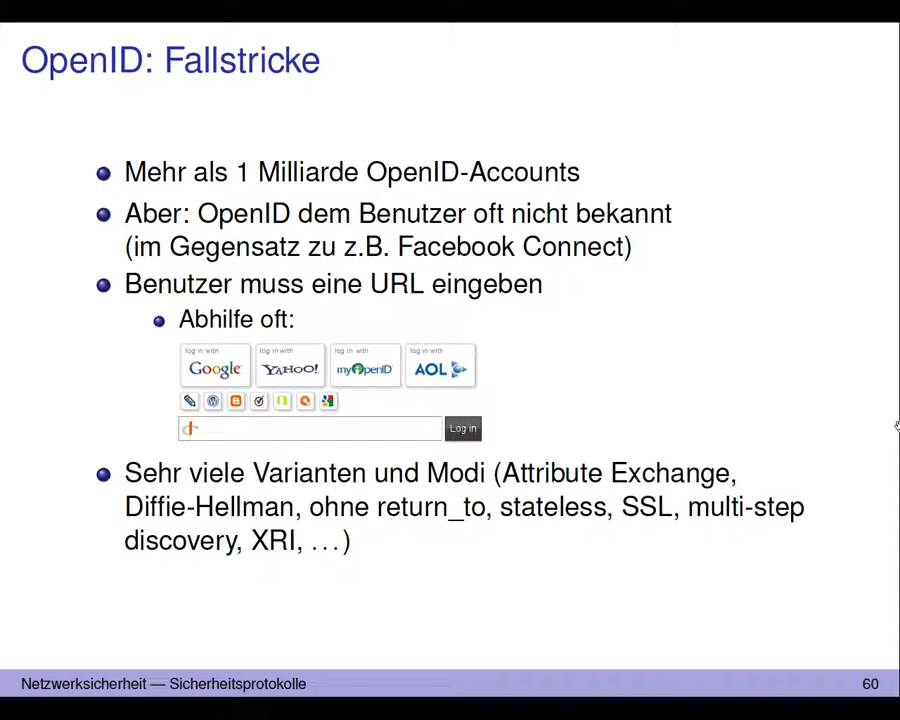 OpenID: Fallstricke
Mehr als 1 Milliarde OpenID-Accounts
Aber: OpenID dem Benutzer oft nicht bekannt
(im Gegensatz zu z.B. Facebook Connect)
Benutzer muss eine URL eingeben
Abhilfe oft:
log in with log in with log in with log in with
Google YAHOO! myOpenID AOL
Log in
Sehr viele Varianten und Modi (Attribute Exchange,
Diffie-Hellman, ohne return_to, stateless, SSL, multi-step
discovery, XRI, ...)
Netzwerksicherheit — Sicherheitsprotokolle 60